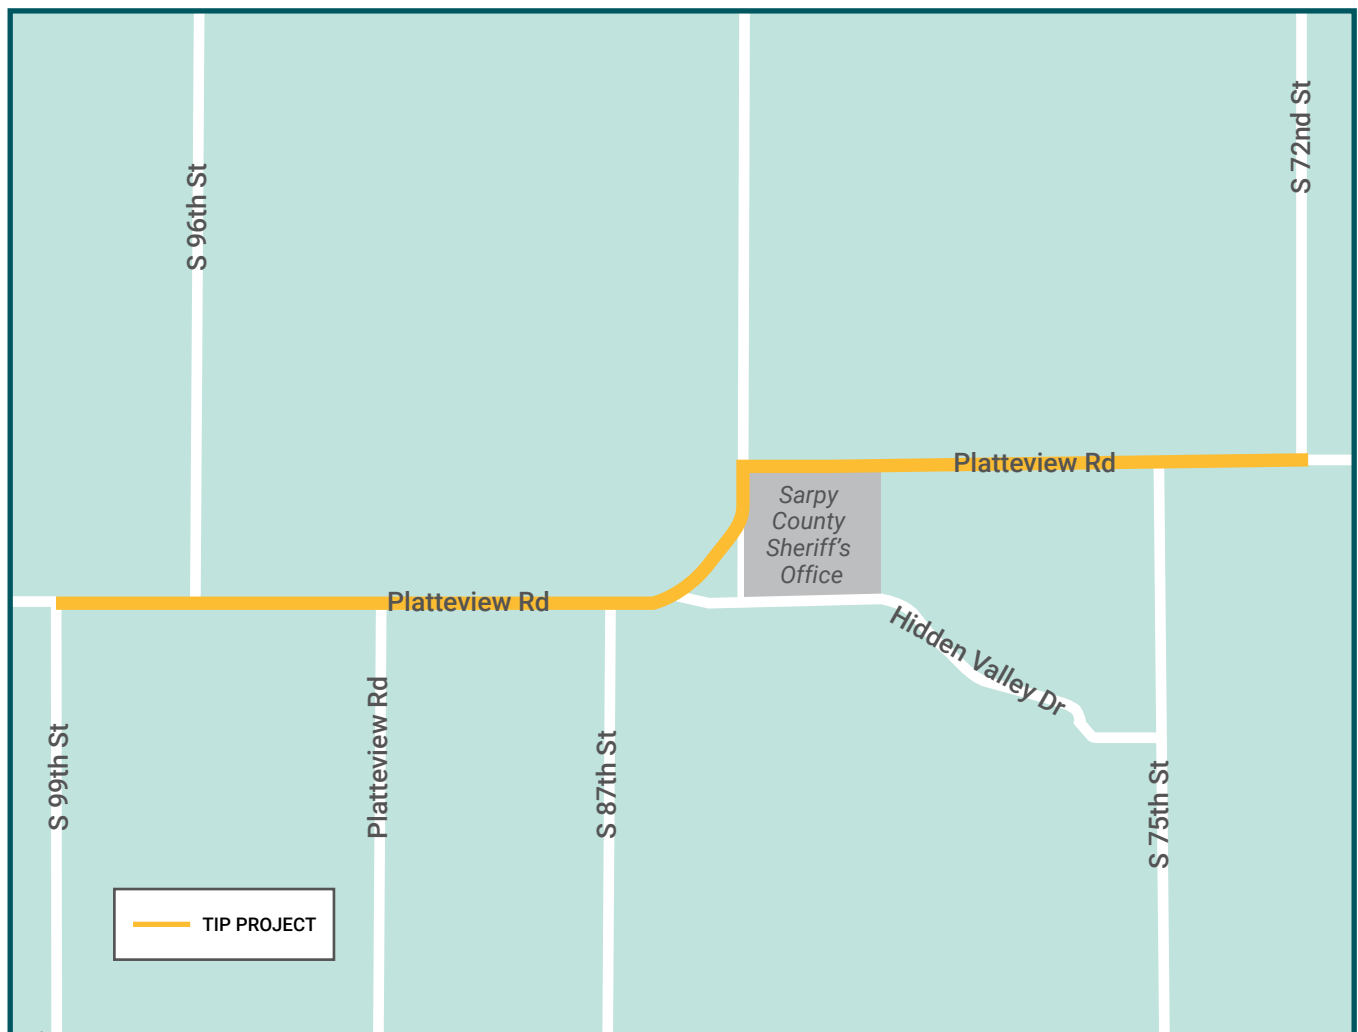 S 72nd St
S 96th St
Platteview Rd
Sarpy
County
Sheriff's
Office
Platteview Rd
Hidden Valley Dr
Platteview Rd
S 99th St
S 87th St
S 75th St
TIP PROJECT